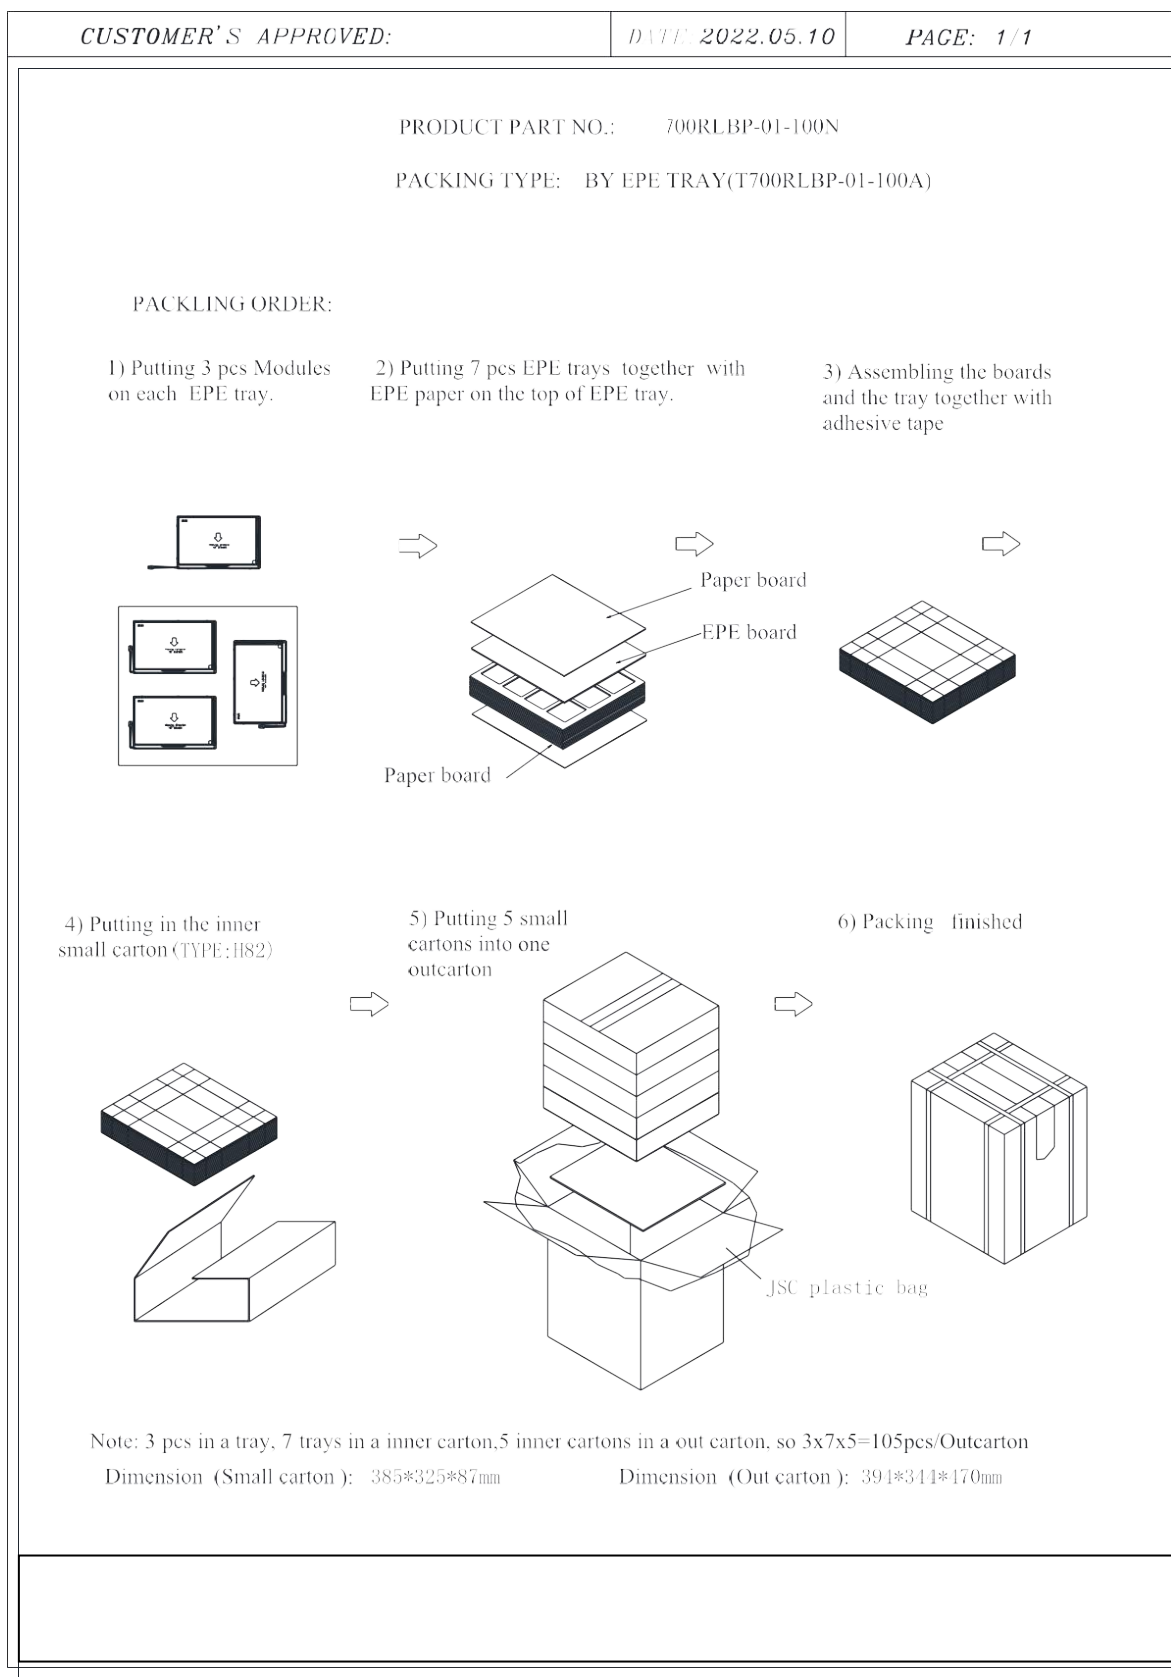 CUSTOMER'S APPROVED:
DATE: 2022.05.10
PAGE: 1/1
PRODUCT PART NO.: 700RLBP-01-100N
PACKING TYPE: BY EPE TRAY(T700RLBP-01-100A)
PACKLING ORDER:
1) Putting 3 pcs Modules
on each EPE tray.
2) Putting 7 pcs EPE trays together with
EPE paper on the top of EPE tray.
3) Assembling the boards
and the tray together with
adhesive tape
Paper board
EPE board
Paper board
4) Putting in the inner
small carton (TYPE:H82)
5) Putting 5 small
cartons into one
outcarton
6) Packing finished
JSC plastic bag
Note: 3 pcs in a tray, 7 trays in a inner carton,5 inner cartons in a out carton, so 3x7x5=105pcs/Outcarton
Dimension (Small carton ): 385*325*87mm
Dimension (Out carton ): 394*344*470mm